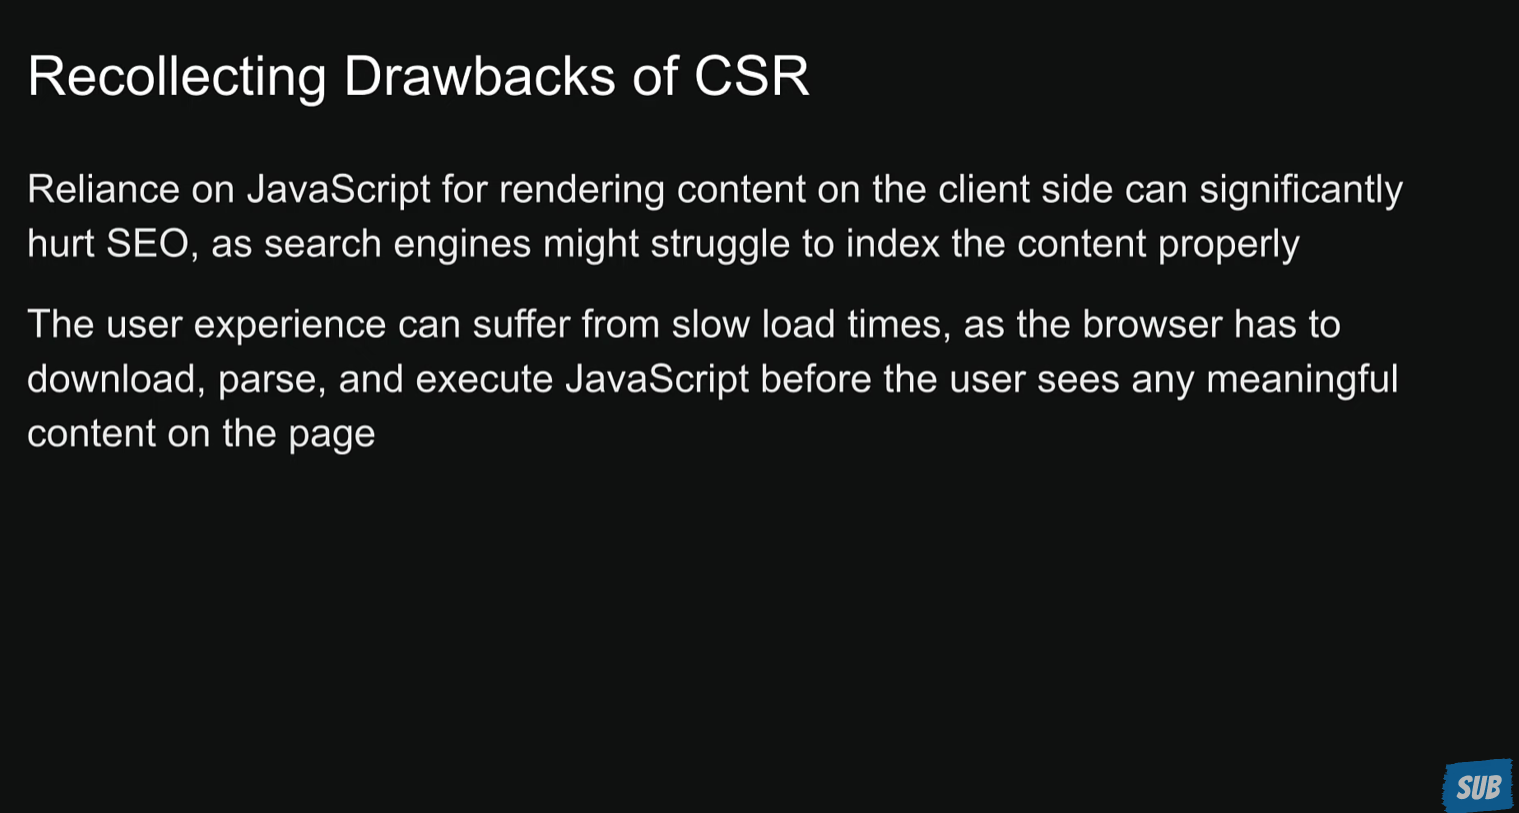 Recollecting Drawbacks of CSR
Reliance on JavaScript for rendering content on the client side can significantly
hurt SEO, as search engines might struggle to index the content properly
The user experience can suffer from slow load times, as the browser has to
download, parse, and execute JavaScript before the user sees any meaningful
content on the page
SUB